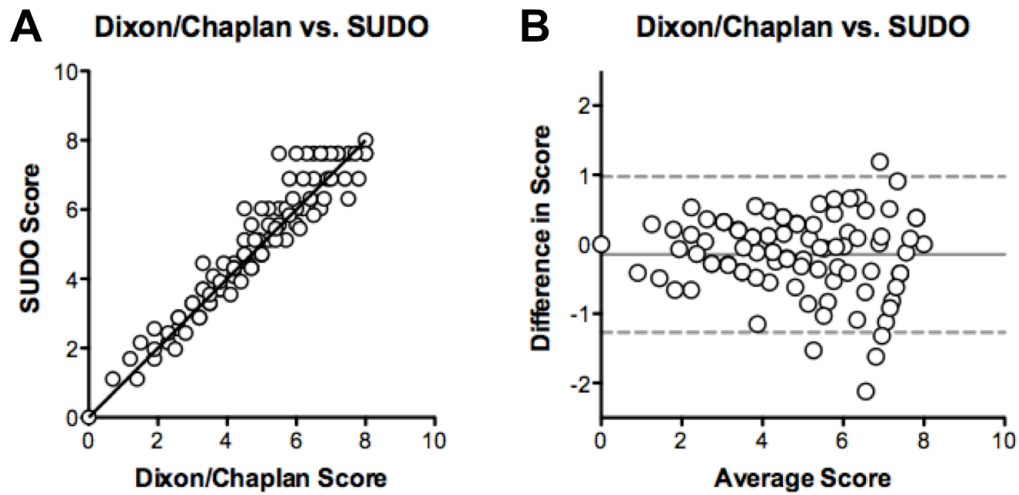 A
Dixon/Chaplan vs. SUDO
SUDO Score
10
8
6
4
2
0
0 2 4 6 8 10
Dixon/Chaplan Score
B
Dixon/Chaplan vs. SUDO
Difference in Score
2
1
0
-1
-2
0 2 4 6 8 10
Average Score